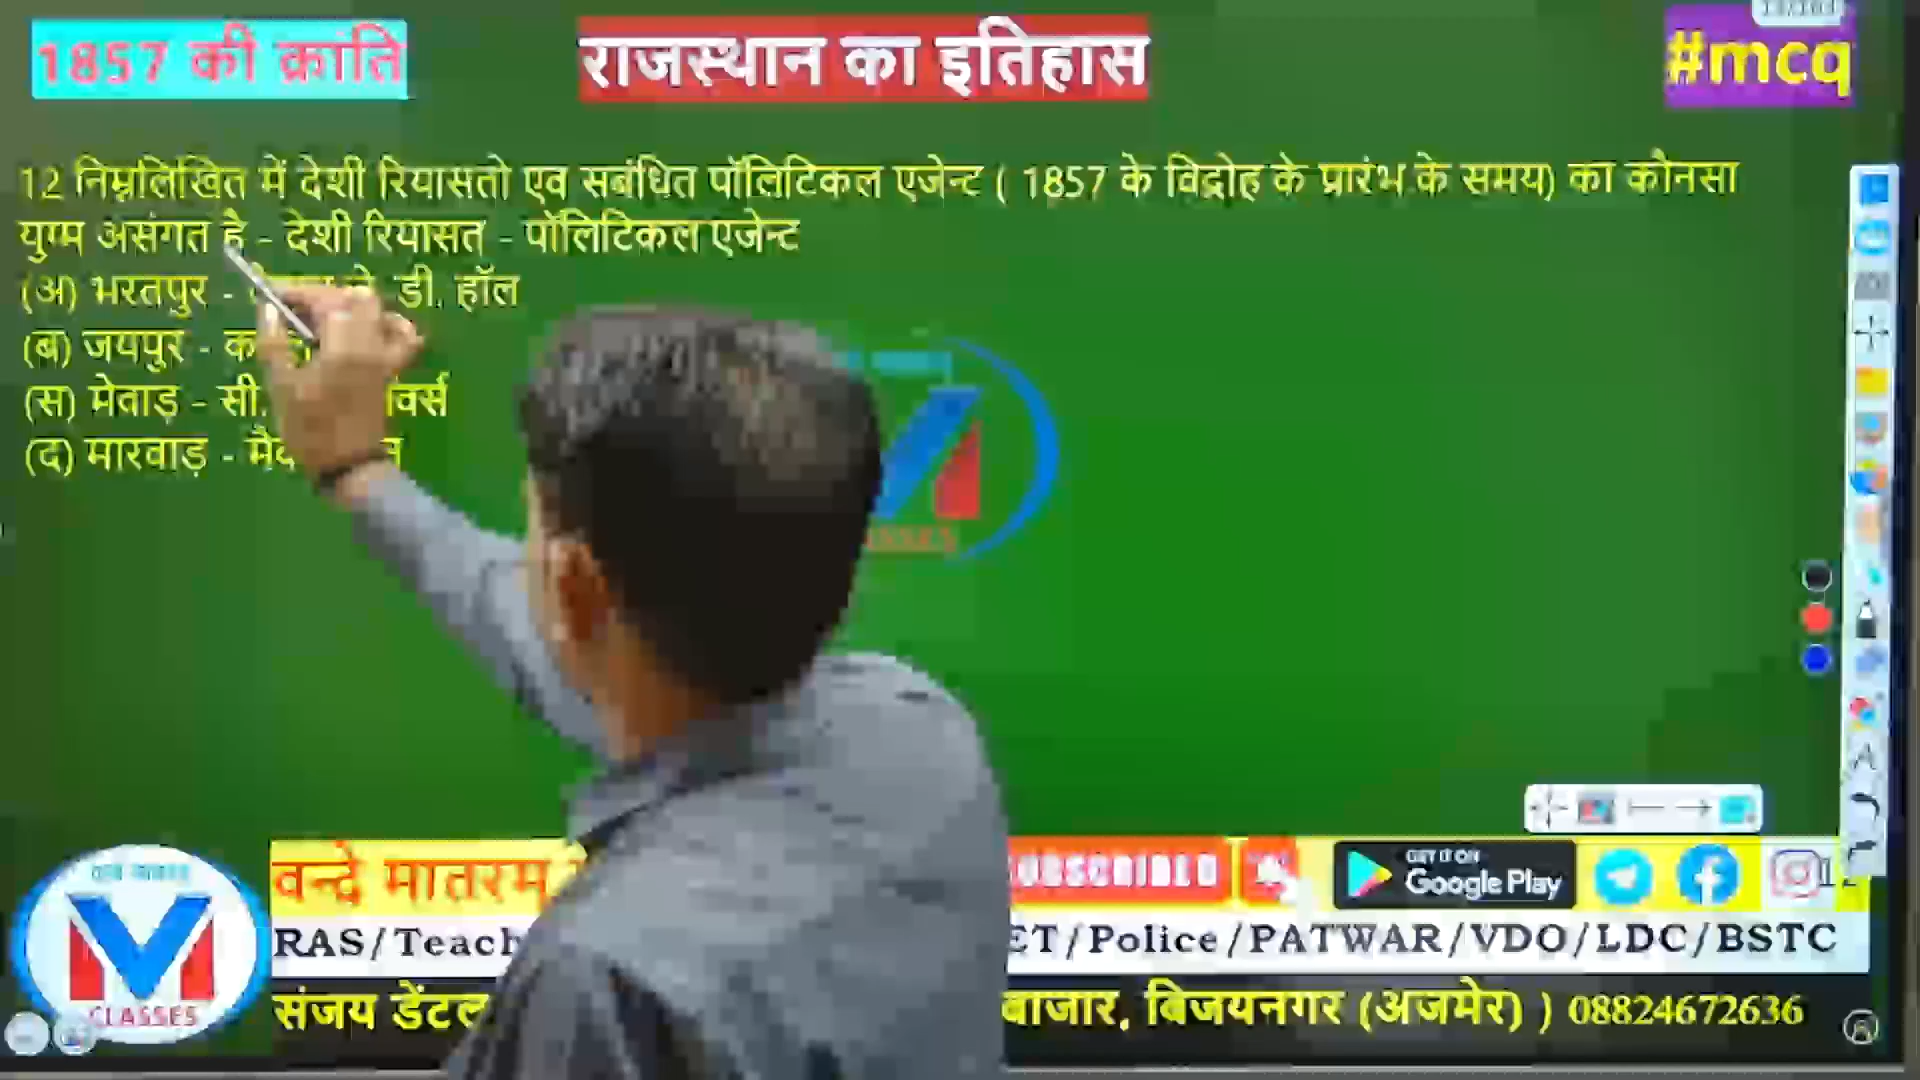 1857 की क्रांति
राजस्थान का इतिहास
#mcq
12 निम्नलिखित में देशी रियासतो एव सबंधित पॉलिटिकल एजेन्ट ( 1857 के विद्रोह के प्रारंभ के समय) का कौनसा
युग्म असंगत है - देशी रियासत - पॉलिटिकल एजेन्ट
(अ) भरतपुर - डी. हॉल
(ब) जयपुर -
(स) मेवाड़ - सी.
(द) मारवाड़ -
वन्दे मातरम
GET IT ON
Google Play
RAS/Teach
/Police/PATWAR/VDO/LDC/BSTC
CLASSES
संजय डेंटल
बाजार, बिजयनगर (अजमेर) ) 08824672636